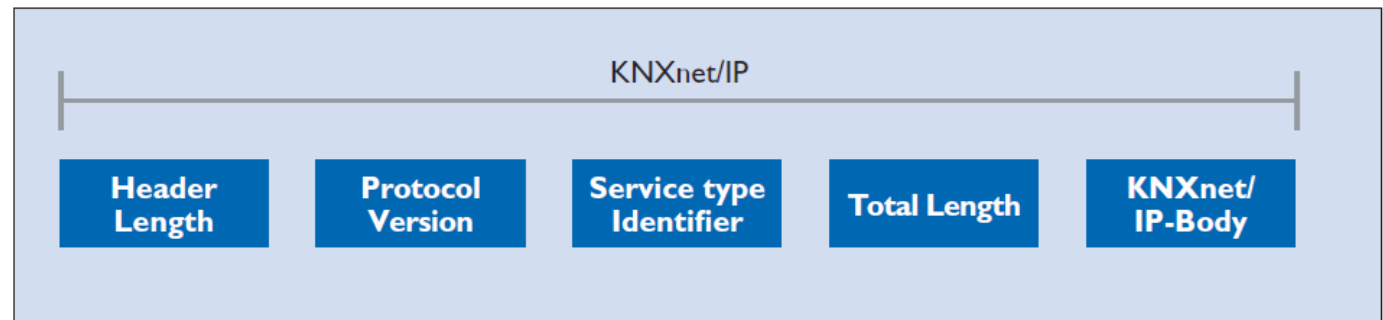 KNXnet/IP
Header
Length
Protocol
Version
Service type
Identifier
Total Length
KNXnet/
IP-Body